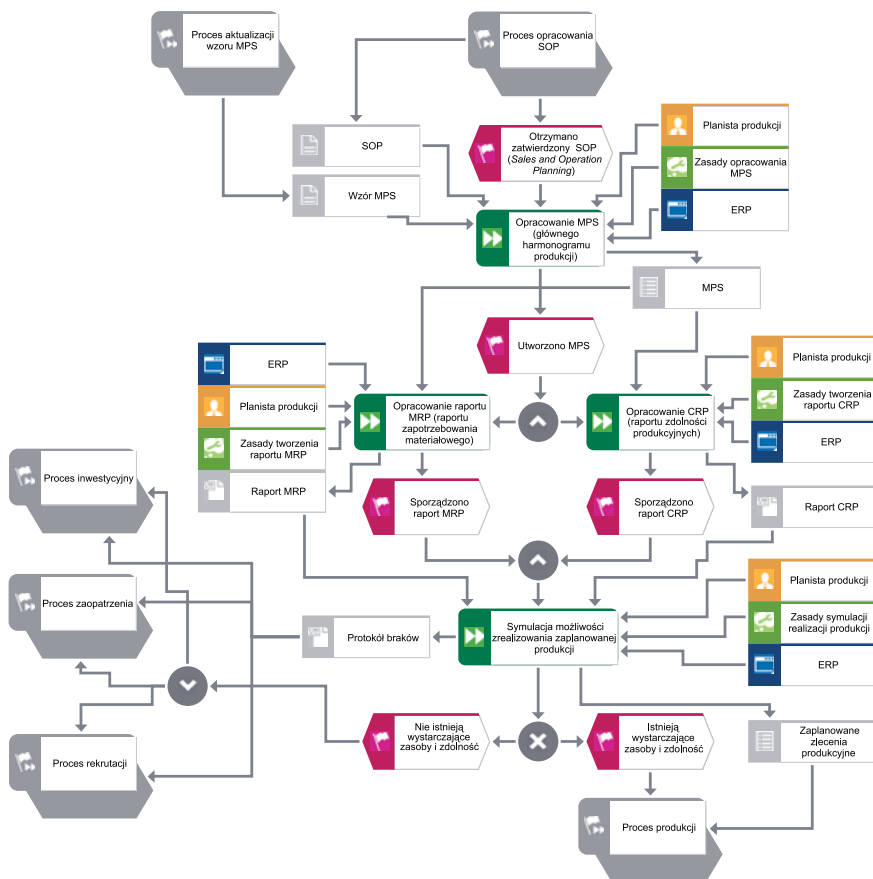 Proces aktualizacji
wzoru MPS
Proces opracowania
SOP
SOP
Otrzymano
zatwierdzony SOP
(Sales and Operation
Planning)
Planista produkcji
Zasady opracowania
MPS
Wzór MPS
ERP
Opracowanie MPS
(głównego
harmonogramu
produkcji)
MPS
Utworzono MPS
ERP
Planista produkcji
Planista produkcji
Opracowanie raportu
MRP (raportu
zapotrzebowania
materiałowego)
Opracowanie CRP
(raportu zdolności
produkcyjnych)
Zasady tworzenia
raportu CRP
Zasady tworzenia
raportu MRP
ERP
Proces inwestycyjny
Raport MRP
Sporządzono
raport MRP
Sporządzono
raport CRP
Raport CRP
Planista produkcji
Proces zaopatrzenia
Protokół braków
Symulacja możliwości
zrealizowania zaplanowanej
produkcji
Zasady symulacji
realizacji produkcji
ERP
Nie istnieją
wystarczające
zasoby i zdolność
Istnieją
wystarczające
zasoby i zdolność
Zaplanowane
zlecenia
produkcyjne
Proces rekrutacji
Proces produkcji